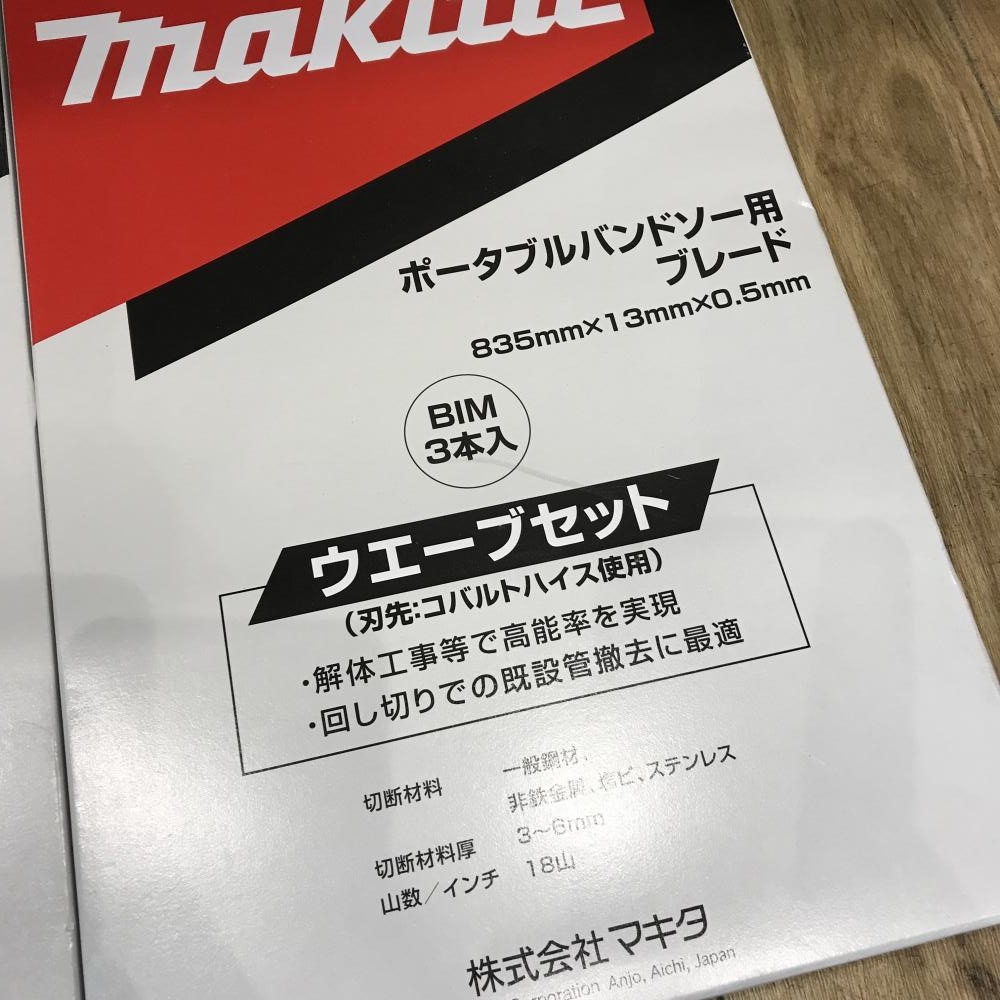 makita
ポータブルバンドソー用
ブレード
835mm×13mm×0.5mm
BIM
3本入
ウエーブセット
(刃先:コバルトハイス使用)
・解体工事等で高能率を実現
・回し切りでの既設管撤去に最適
切断材料 一般鋼材、
非鉄金属、塩ビ、ステンレス
切断材料厚 3〜6mm
山数/インチ 18山
株式会社マキタ
Corporation Anjo, Aichi, Japan